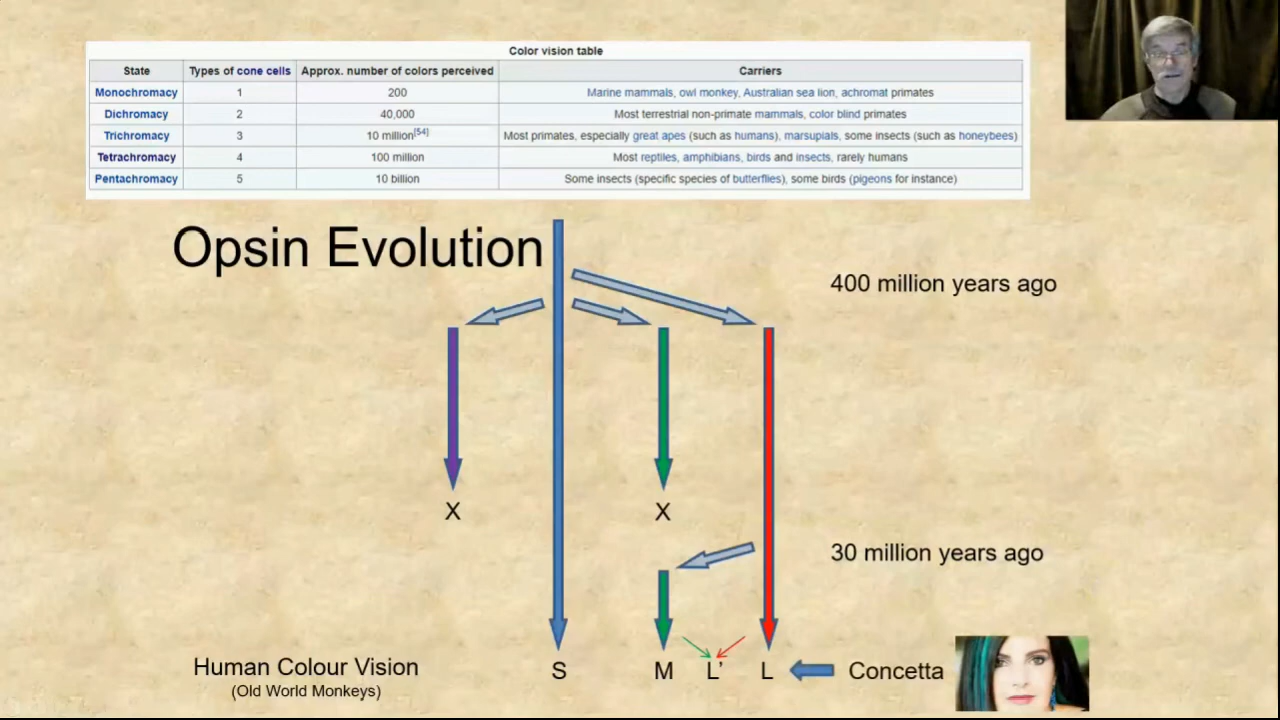 Color vision table
State Types of cone cells Approx. number of colors perceived Carriers
Monochromacy 1 200 Marine mammals, owl monkey, Australian sea lion, achromat primates
Dichromacy 2 40,000 Most terrestrial non-primate mammals, color blind primates
Trichromacy 3 10 million[54] Most primates, especially great apes (such as humans), marsupials, some insects (such as honeybees)
Tetrachromacy 4 100 million Most reptiles, amphibians, birds and insects, rarely humans
Pentachromacy 5 10 billion Some insects (specific species of butterflies), some birds (pigeons for instance)
Opsin Evolution
400 million years ago
X X
30 million years ago
Human Colour Vision S M L’ L Concetta
(Old World Monkeys)